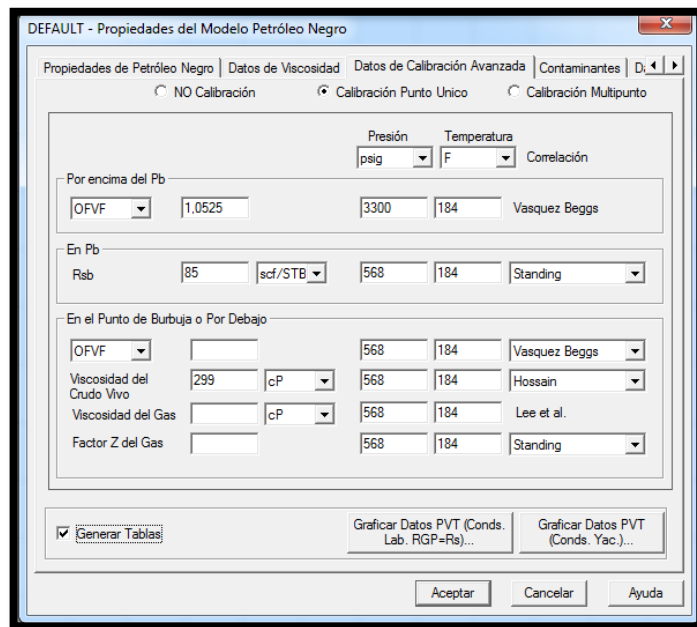 DEFAULT - Propiedades del Modelo Petróleo Negro
Propiedades de Petróleo Negro Datos de Viscosidad Datos de Calibración Avanzada Contaminantes
NO Calibración Calibración Punto Unico Calibración Multipunto
Presión Temperatura
psig F Correlación
Por encima del Pb
OFVF 1,0525 3300 184 Vasquez Beggs
En Pb
Rsb 85 scf/STB 568 184 Standing
En el Punto de Burbuja o Por Debajo
OFVF 568 184 Vasquez Beggs
Viscosidad del Crudo Vivo 299 cP 568 184 Hossain
Viscosidad del Gas cP 568 184 Lee et al.
Factor Z del Gas 568 184 Standing
Generar Tablas
Graficar Datos PVT (Conds.
Lab. RGP=Rs)...
Graficar Datos PVT
(Conds. Yac.)...
Aceptar Cancelar Ayuda